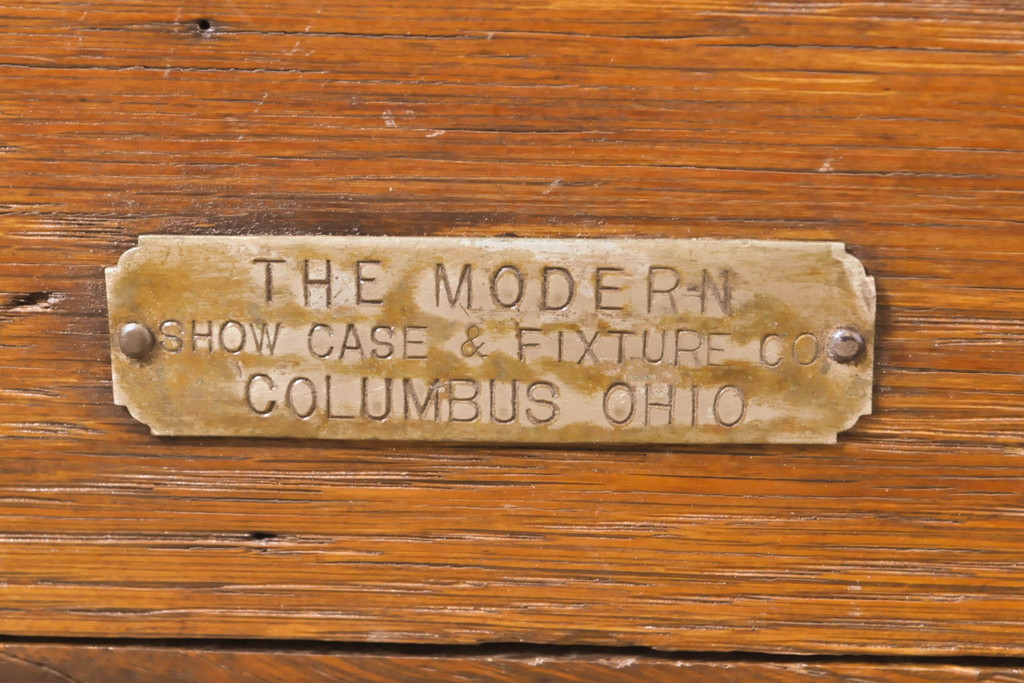 THE MODERN
SHOW CASE & FIXTURE CO
COLUMBUS OHIO